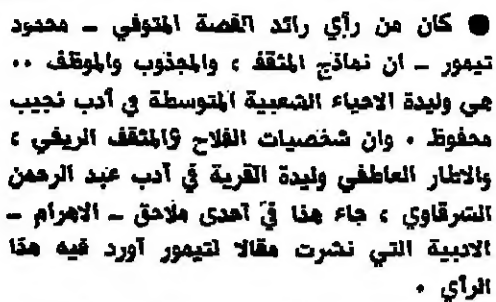 ● كان من رأي رائد القصة المتوفي ـ محمود
تيمور ـ ان نماذج المثقف ، والمجذوب والموظف ..
هي وليدة الاحياء الشعبية المتوسطة في أدب نجيب
محفوظ . وان شخصيات الفلاح والمثقف الريفي ،
والاطار العاطفي وليدة القرية في أدب عبد الرحمن
الشرقاوي ، جاء هذا في احدى ملاحق ـ الاهرام ـ
الادبية التي نشرت مقالا لتيمور أورد فيه هذا
الرأي .